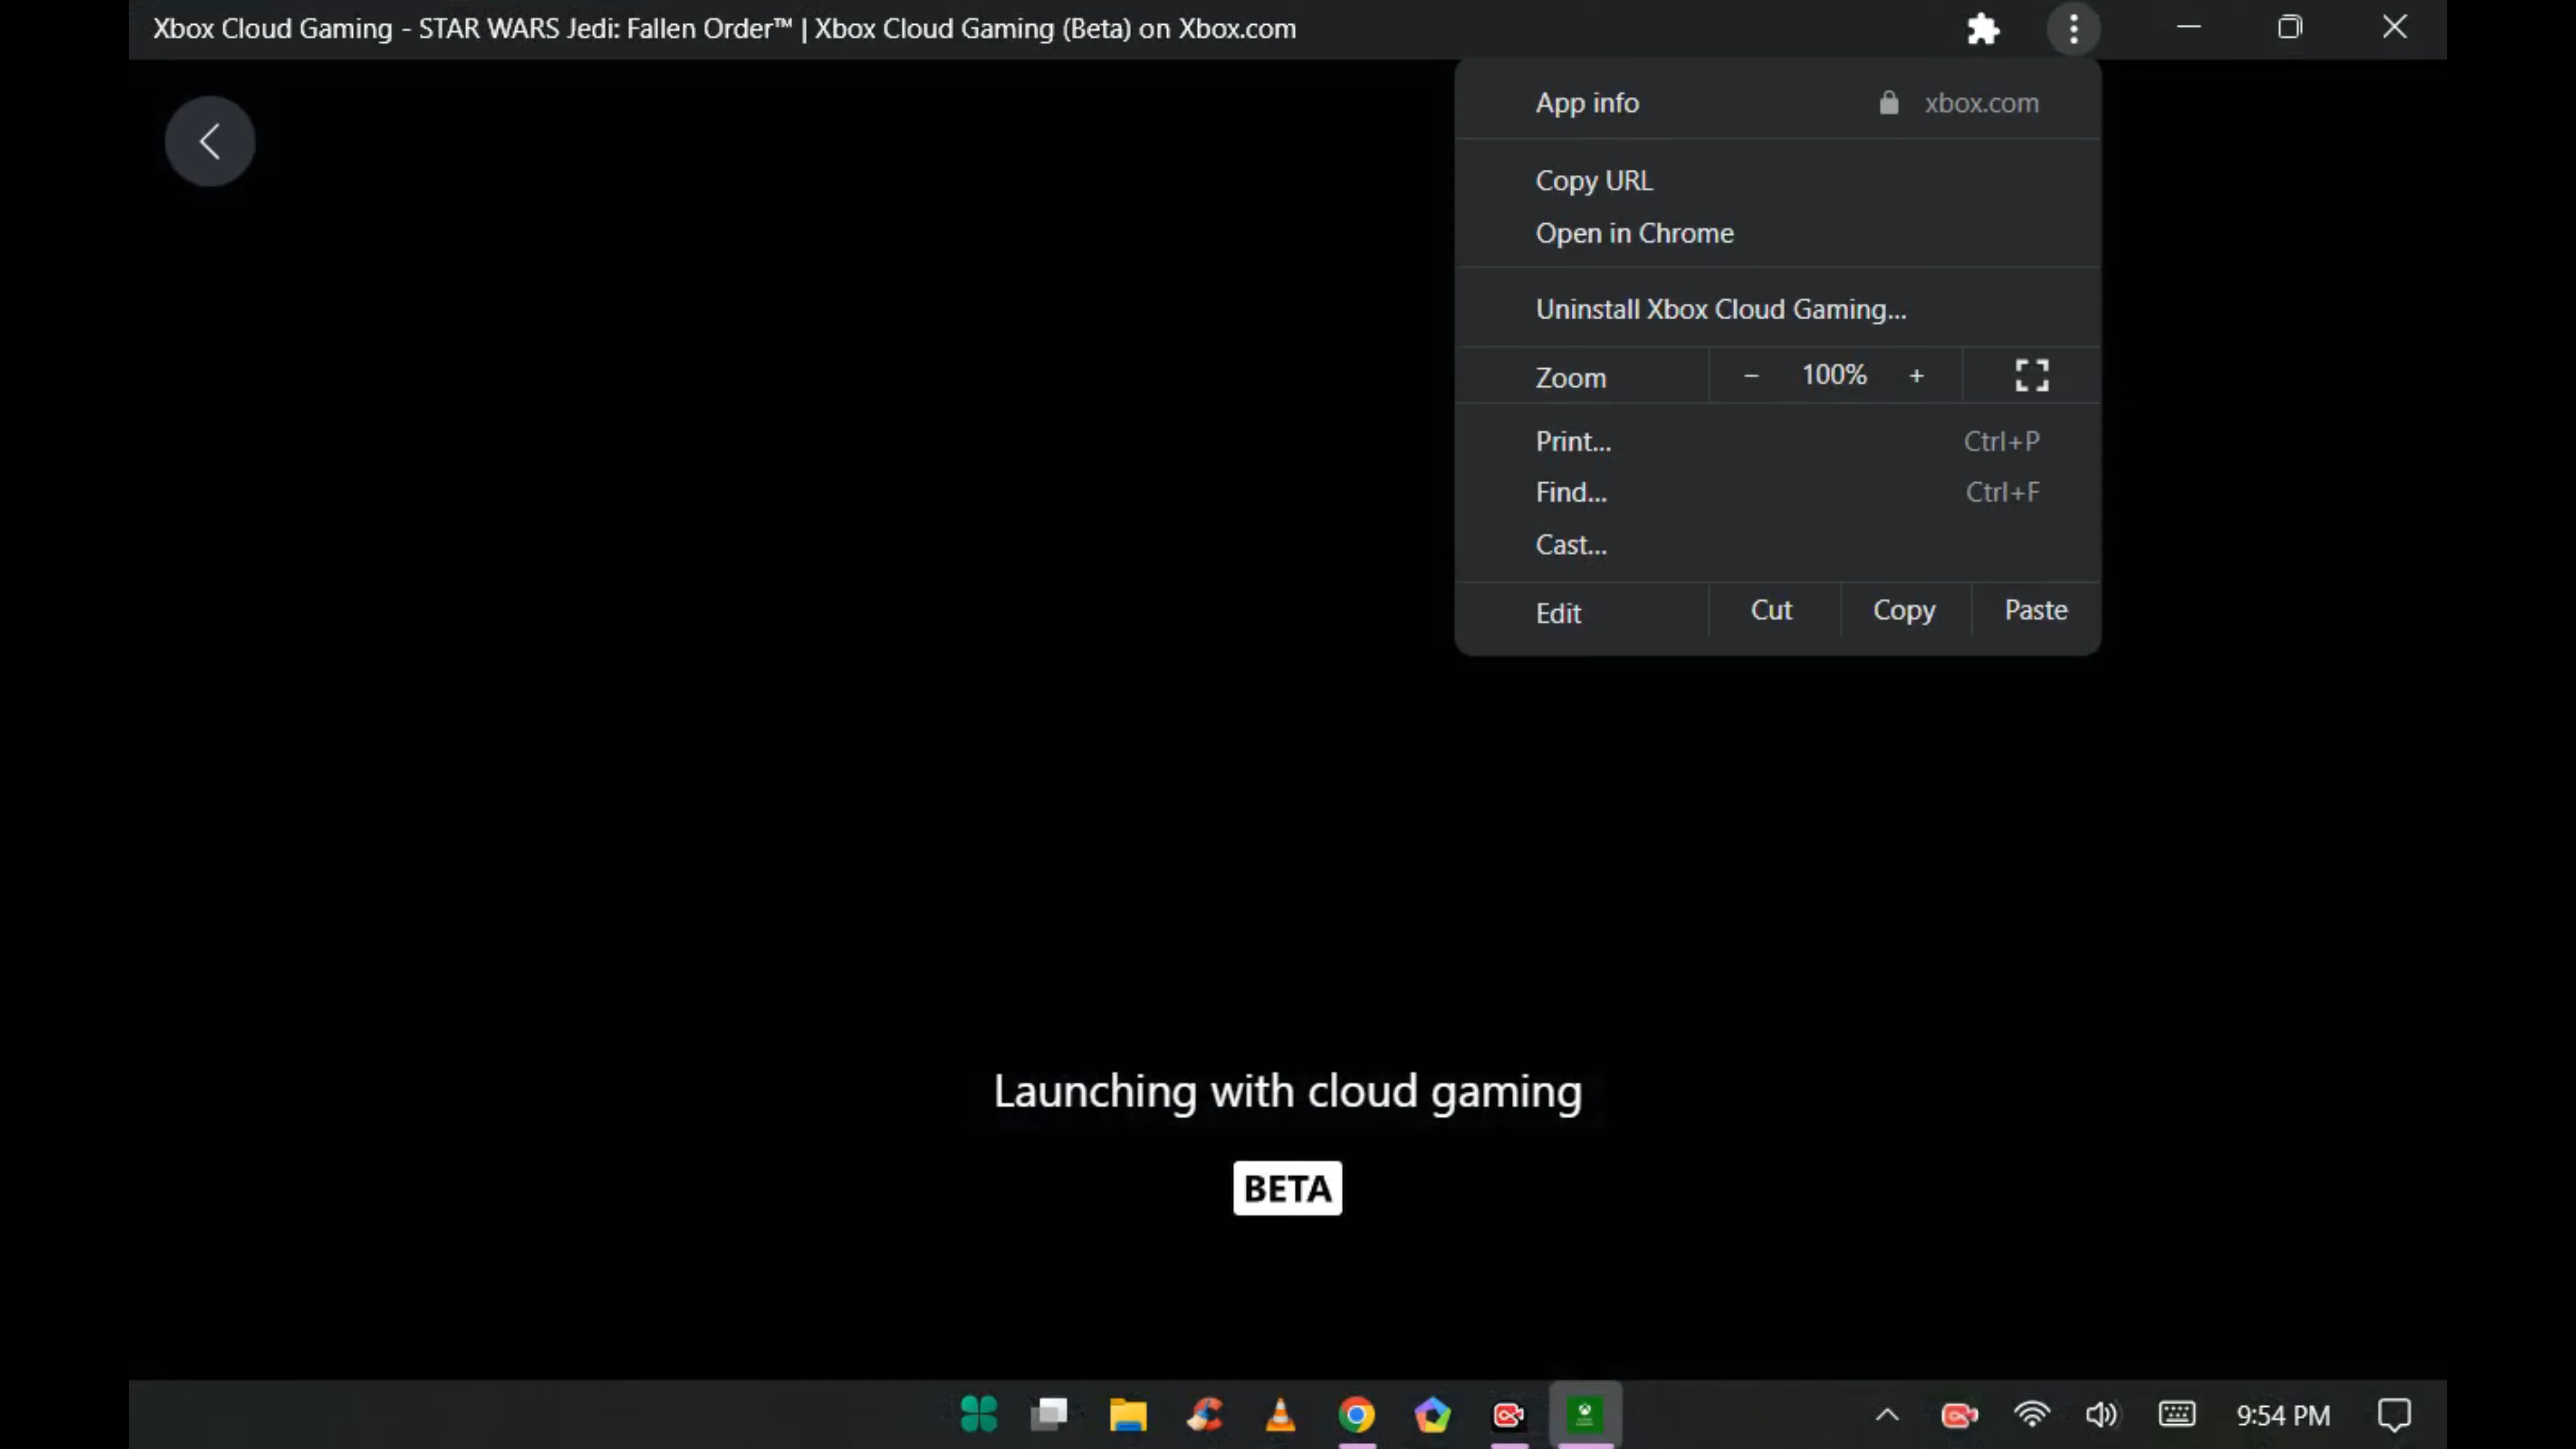 Xbox Cloud Gaming - STAR WARS Jedi: Fallen Order™ | Xbox Cloud Gaming (Beta) on Xbox.com
App info xbox.com
Copy URL
Open in Chrome
Uninstall Xbox Cloud Gaming...
Zoom − 100% +
Print... Ctrl+P
Find... Ctrl+F
Cast...
Edit Cut Copy Paste
Launching with cloud gaming
BETA
9:54 PM